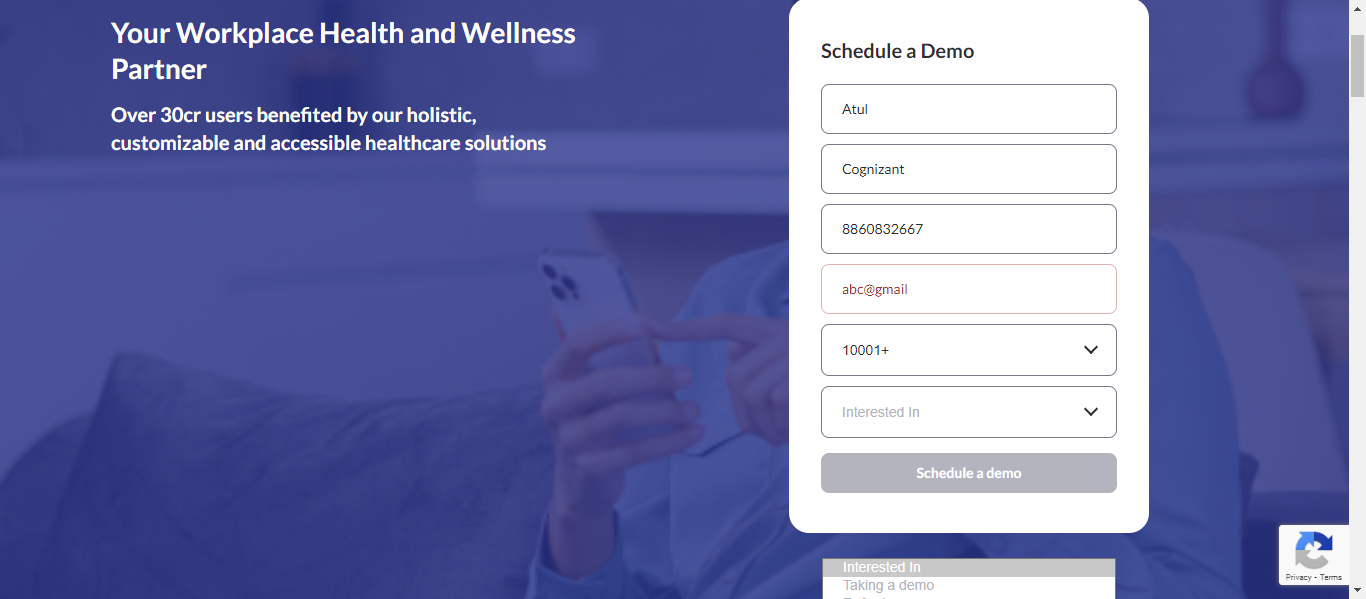 Your Workplace Health and Wellness
Partner
Over 30cr users benefited by our holistic,
customizable and accessible healthcare solutions
Schedule a Demo
Atul
Cognizant
8860832667
abc@gmail
10001+
Interested In
Schedule a demo
Interested In
Taking a demo
Privacy - Terms